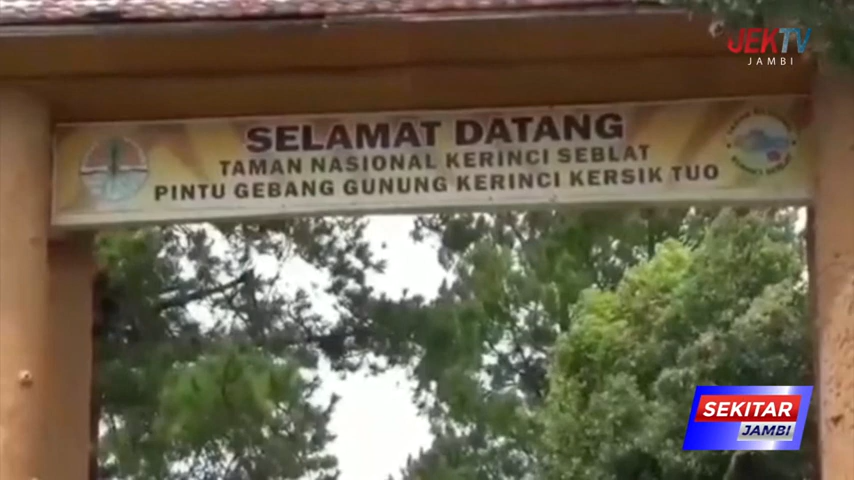 JEKTV
JAMBI
SELAMAT DATANG
TAMAN NASIONAL KERINCI SEBLAT
PINTU GEBANG GUNUNG KERINCI KERSIK TUO
SEKITAR
JAMBI